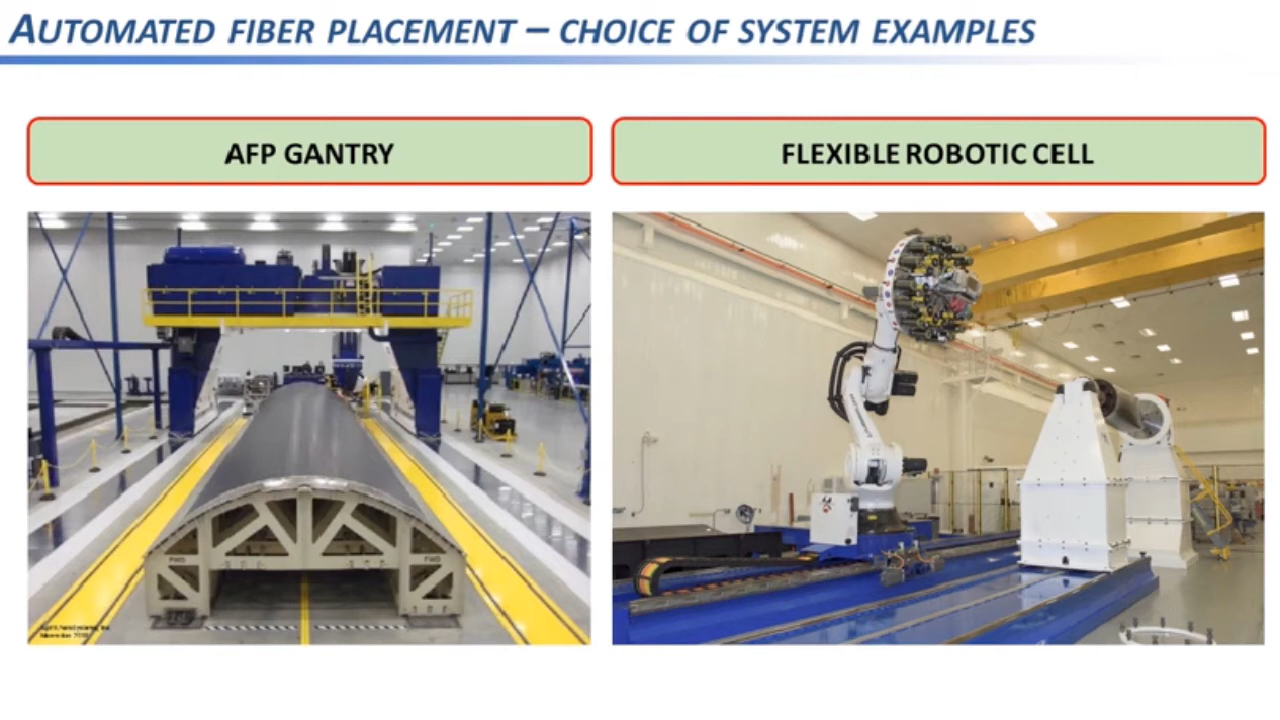 AUTOMATED FIBER PLACEMENT – CHOICE OF SYSTEM EXAMPLES
AFP GANTRY
FLEXIBLE ROBOTIC CELL
FWD
FWD